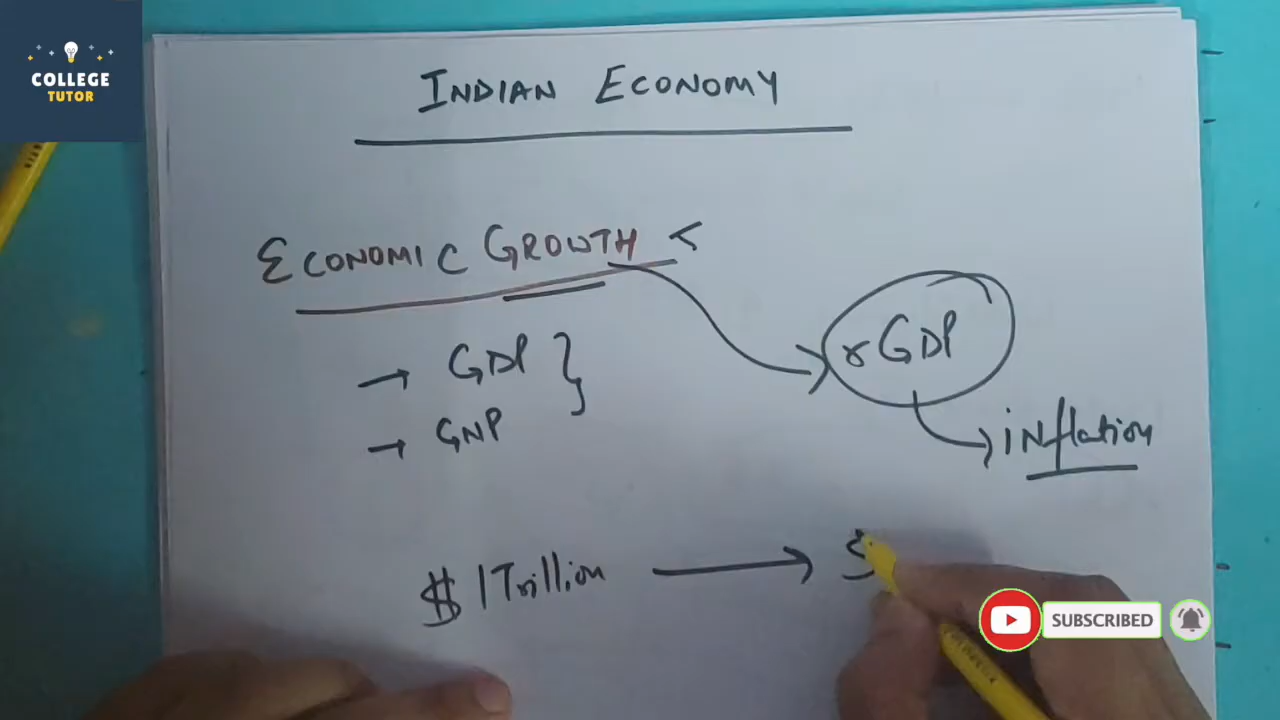 COLLEGE
TUTOR
INDIAN ECONOMY
ECONOMIC GROWTH <
→ GDP }
→ GNP
rGDP
→ inflation
$ 1 Trillion → $
SUBSCRIBED